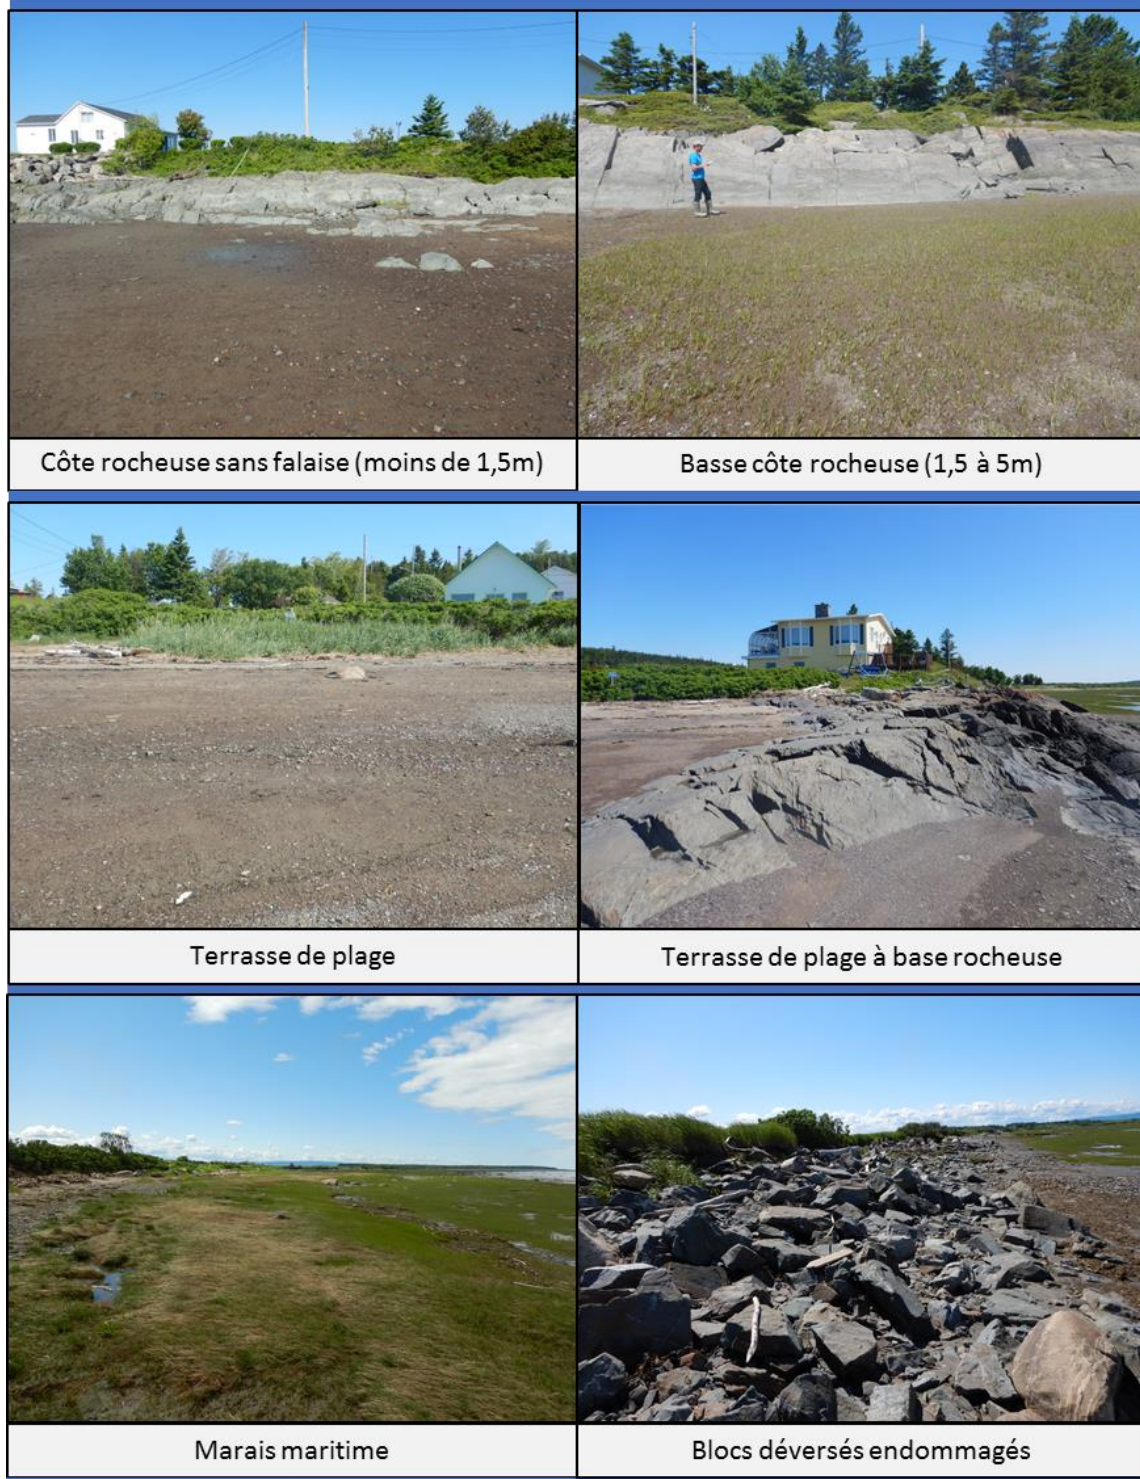 Côte rocheuse sans falaise (moins de 1,5m)
Basse côte rocheuse (1,5 à 5m)
Terrasse de plage
Terrasse de plage à base rocheuse
Marais maritime
Blocs déversés endommagés